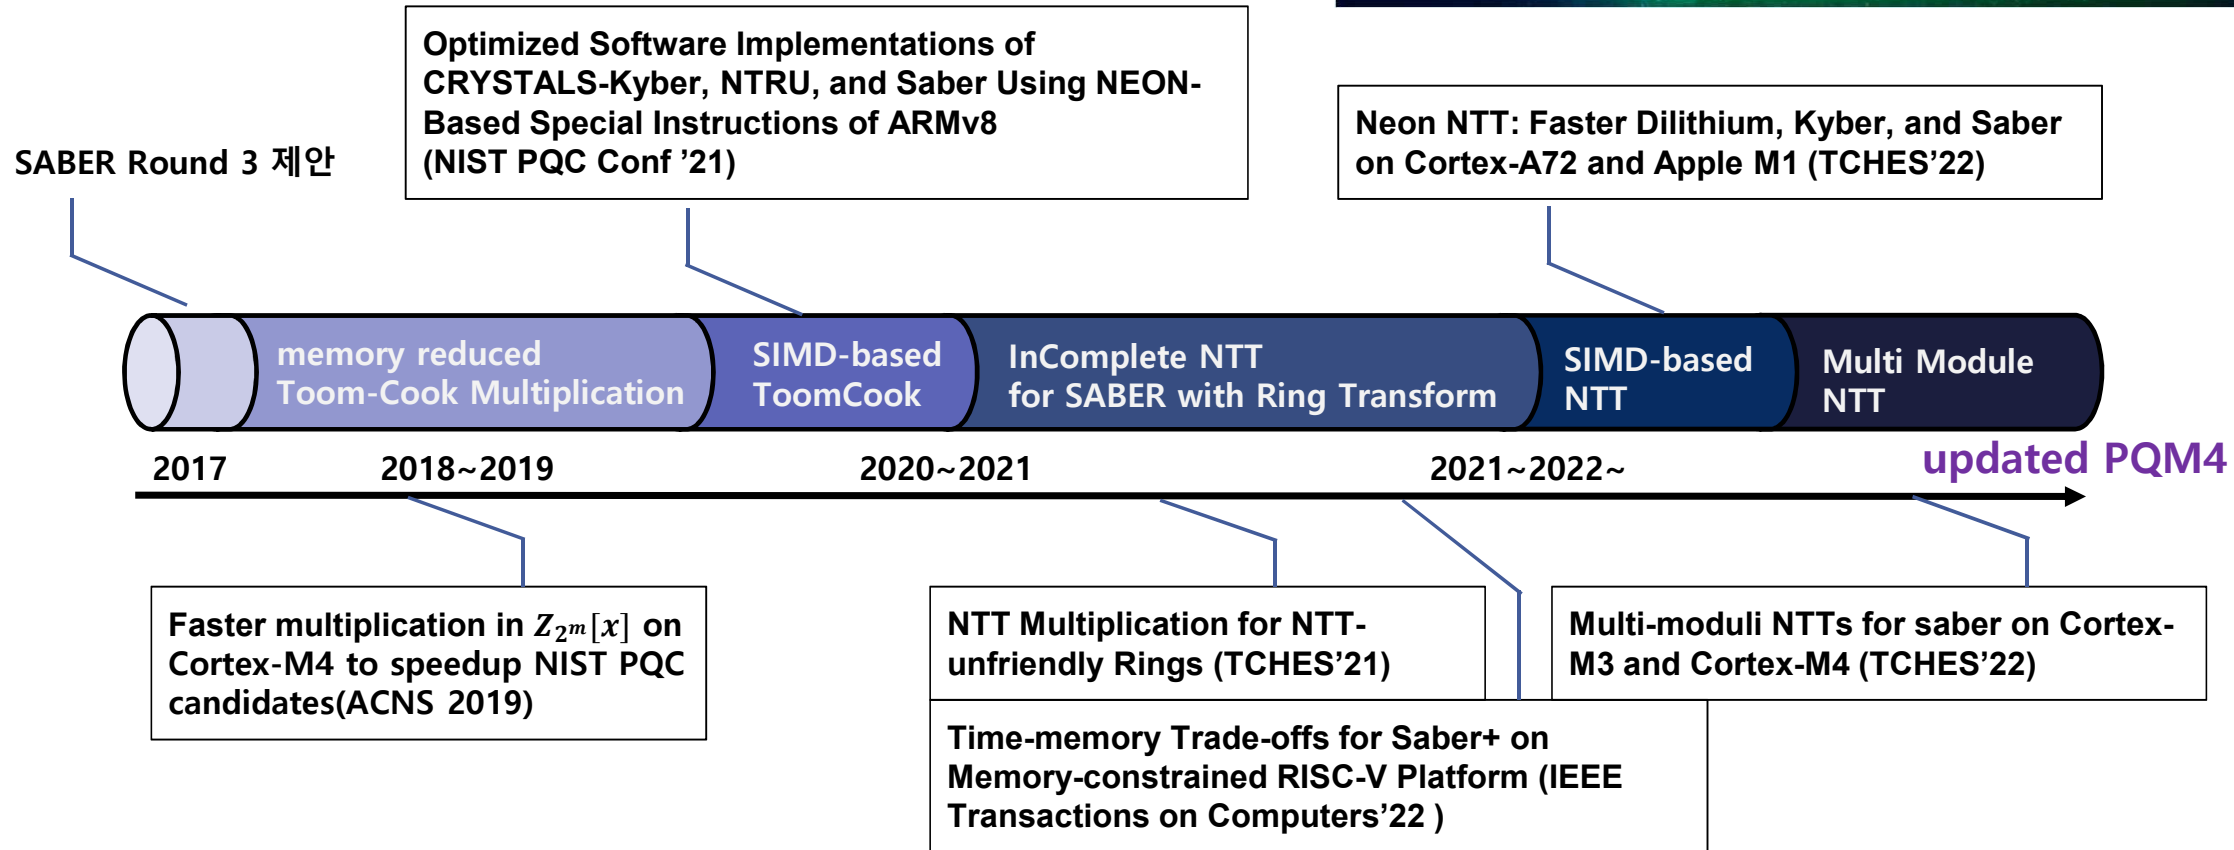 Optimized Software Implementations of
CRYSTALS-Kyber, NTRU, and Saber Using NEON-
Based Special Instructions of ARMv8
(NIST PQC Conf ’21)
Neon NTT: Faster Dilithium, Kyber, and Saber
on Cortex-A72 and Apple M1 (TCHES’22)
SABER Round 3 제안
memory reduced
Toom-Cook Multiplication
SIMD-based
ToomCook
InComplete NTT
for SABER with Ring Transform
SIMD-based
NTT
Multi Module
NTT
2017
2018~2019
2020~2021
2021~2022~
updated PQM4
Faster multiplication in Z_{2^m}[x] on
Cortex-M4 to speedup NIST PQC
candidates(ACNS 2019)
NTT Multiplication for NTT-
unfriendly Rings (TCHES’21)
Multi-moduli NTTs for saber on Cortex-
M3 and Cortex-M4 (TCHES’22)
Time-memory Trade-offs for Saber+ on
Memory-constrained RISC-V Platform (IEEE
Transactions on Computers’22 )